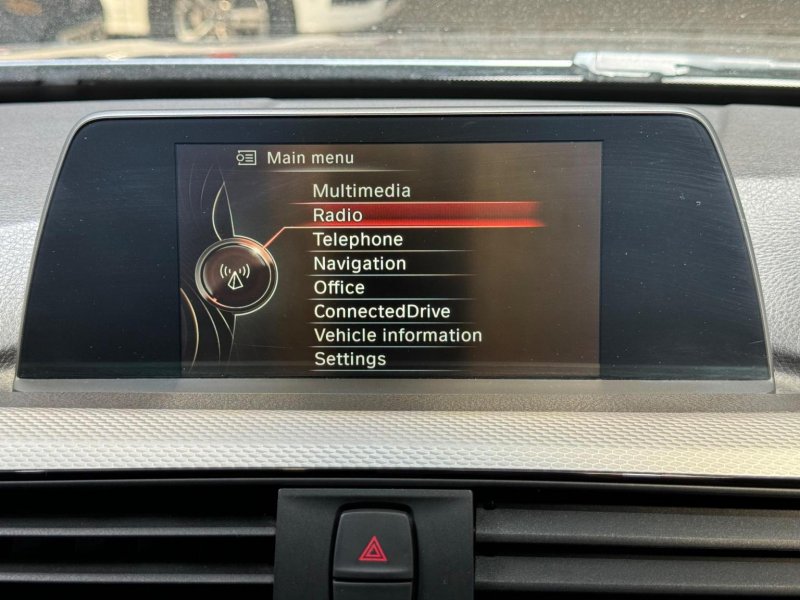 Main menu
Multimedia
Radio
Telephone
Navigation
Office
ConnectedDrive
Vehicle information
Settings